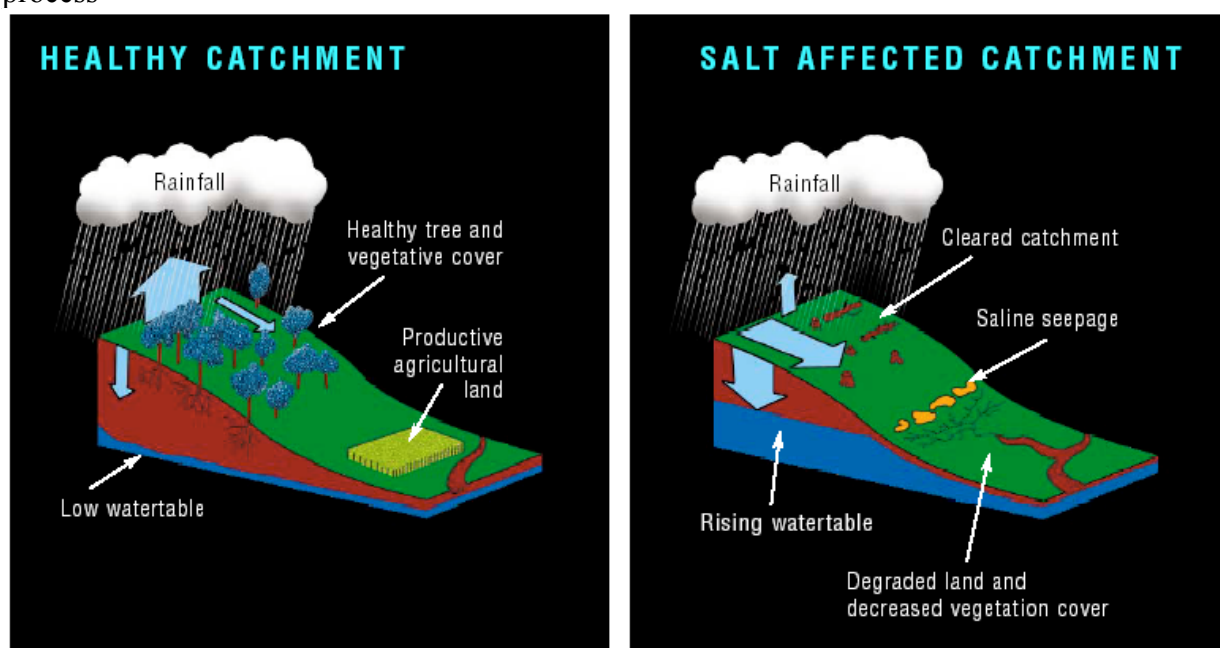 process
HEALTHY CATCHMENT
Rainfall
Healthy tree and
vegetative cover
Productive
agricultural
land
Low watertable
SALT AFFECTED CATCHMENT
Rainfall
Cleared catchment
Saline seepage
Rising watertable
Degraded land and
decreased vegetation cover